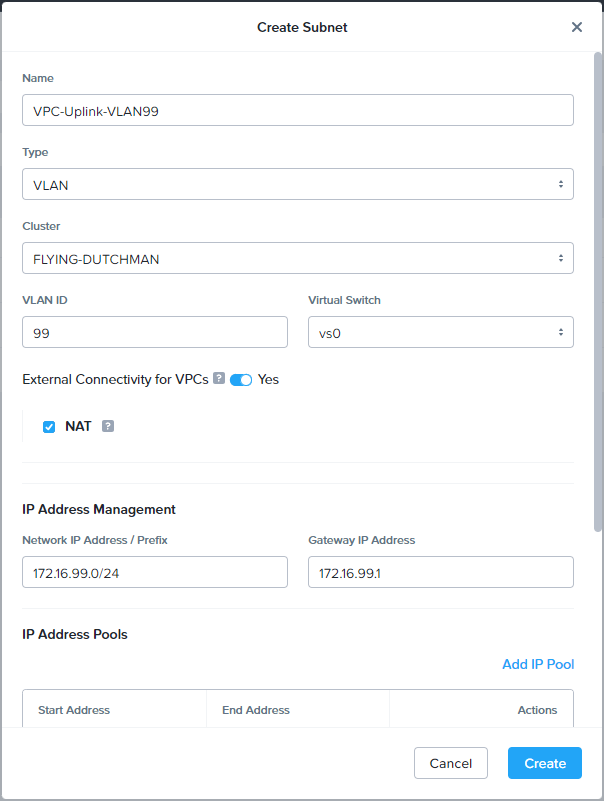 Create Subnet
Name
VPC-Uplink-VLAN99
Type
VLAN
Cluster
FLYING-DUTCHMAN
VLAN ID
Virtual Switch
99
vs0
External Connectivity for VPCs ? Yes
NAT ?
IP Address Management
Network IP Address / Prefix
Gateway IP Address
172.16.99.0/24
172.16.99.1
IP Address Pools
Add IP Pool
Start Address
End Address
Actions
Cancel
Create